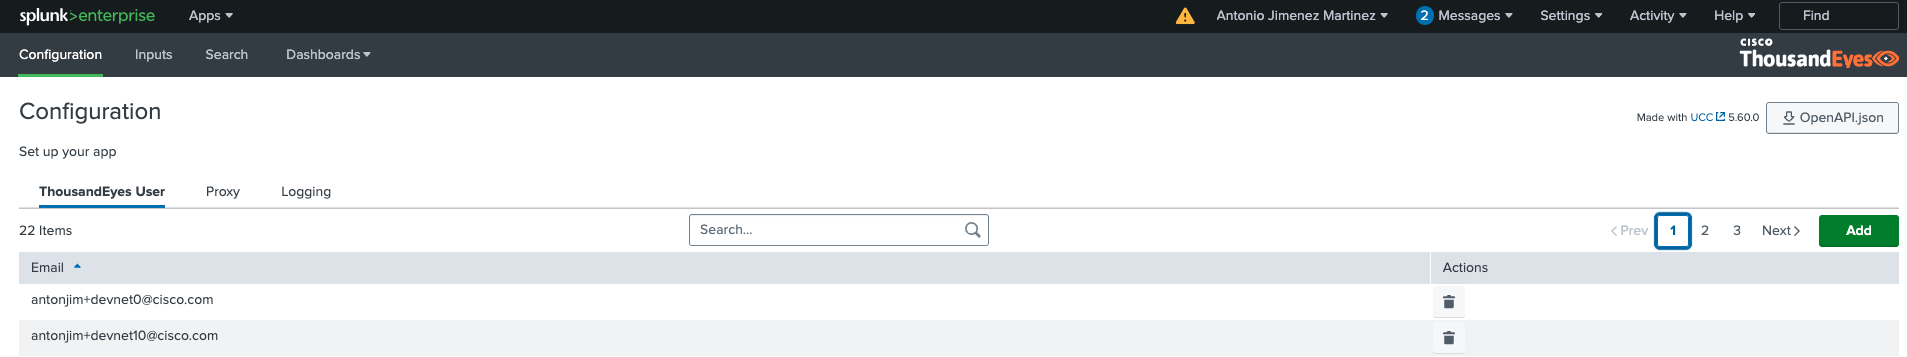 splunk>enterprise Apps Antonio Jimenez Martinez 2 Messages Settings Activity Help Find
Configuration Inputs Search Dashboards CISCO ThousandEyes
Configuration
Made with UCC 5.60.0 OpenAPI.json
Set up your app
ThousandEyes User Proxy Logging
22 Items Search... Prev 1 2 3 Next Add
Email Actions
antonjim+devnet0@cisco.com
antonjim+devnet10@cisco.com